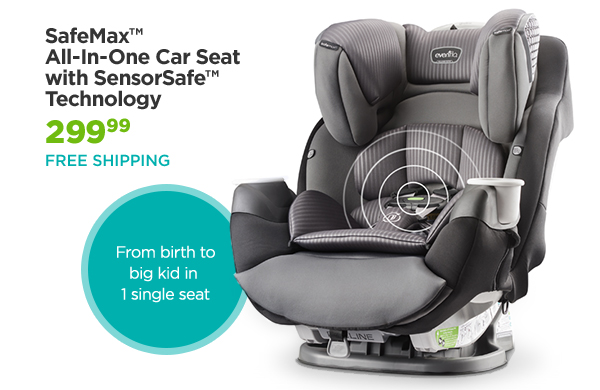 SafeMax™
All-In-One Car Seat
with SensorSafe™
Technology
299⁹⁹
FREE SHIPPING
From birth to
big kid in
1 single seat
evenflo
LINE